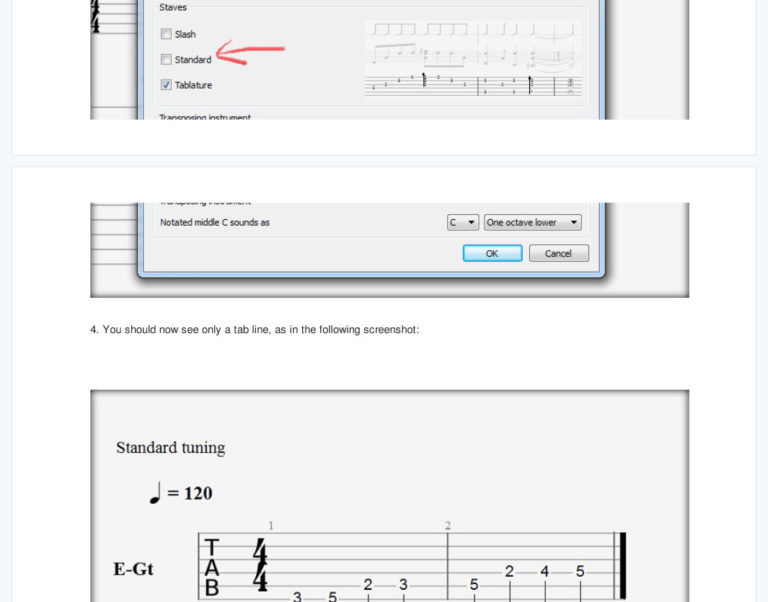 4
4
Staves
Slash
Standard
Tablature
Transposing instrument
Notated middle C sounds as
C
One octave lower
OK
Cancel
4. You should now see only a tab line, as in the following screenshot:
Standard tuning
= 120
1
2
E-Gt
T
A
B
4
4
3 5 2 3 5 2 4 5